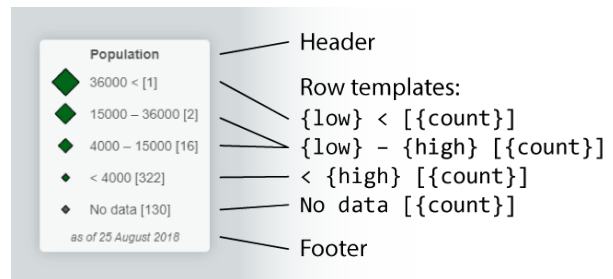 Population
36000 < [1]
15000 – 36000 [2]
4000 – 15000 [16]
< 4000 [322]
No data [130]
as of 25 August 2018
Header
Row templates:
{low} < [{count}]
{low} – {high} [{count}]
< {high} [{count}]
No data [{count}]
Footer